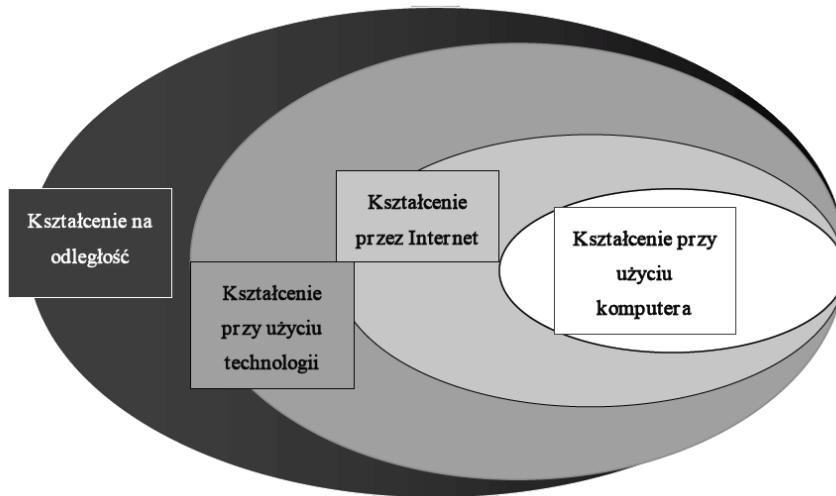 Kształcenie na
odległość
Kształcenie
przy użyciu
technologii
Kształcenie
przez Internet
Kształcenie przy
użyciu
komputera